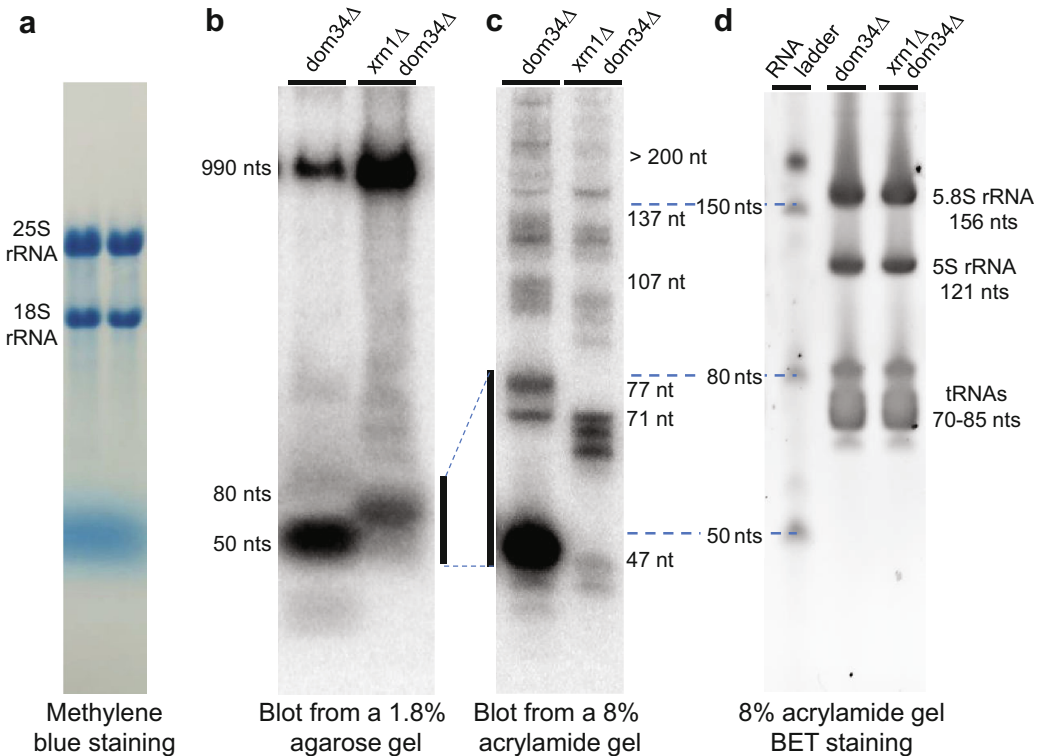 a
25S
rRNA
18S
rRNA
Methylene
blue staining
b
dom34Δ
xrn1Δ
dom34Δ
990 nts
80 nts
50 nts
Blot from a 1.8%
agarose gel
c
dom34Δ
xrn1Δ
dom34Δ
> 200 nt
137 nt
107 nt
77 nt
71 nt
47 nt
Blot from a 8%
acrylamide gel
d
RNA
ladder
dom34Δ
xrn1Δ
dom34Δ
150 nts
80 nts
50 nts
5.8S rRNA
156 nts
5S rRNA
121 nts
tRNAs
70-85 nts
8% acrylamide gel
BET staining